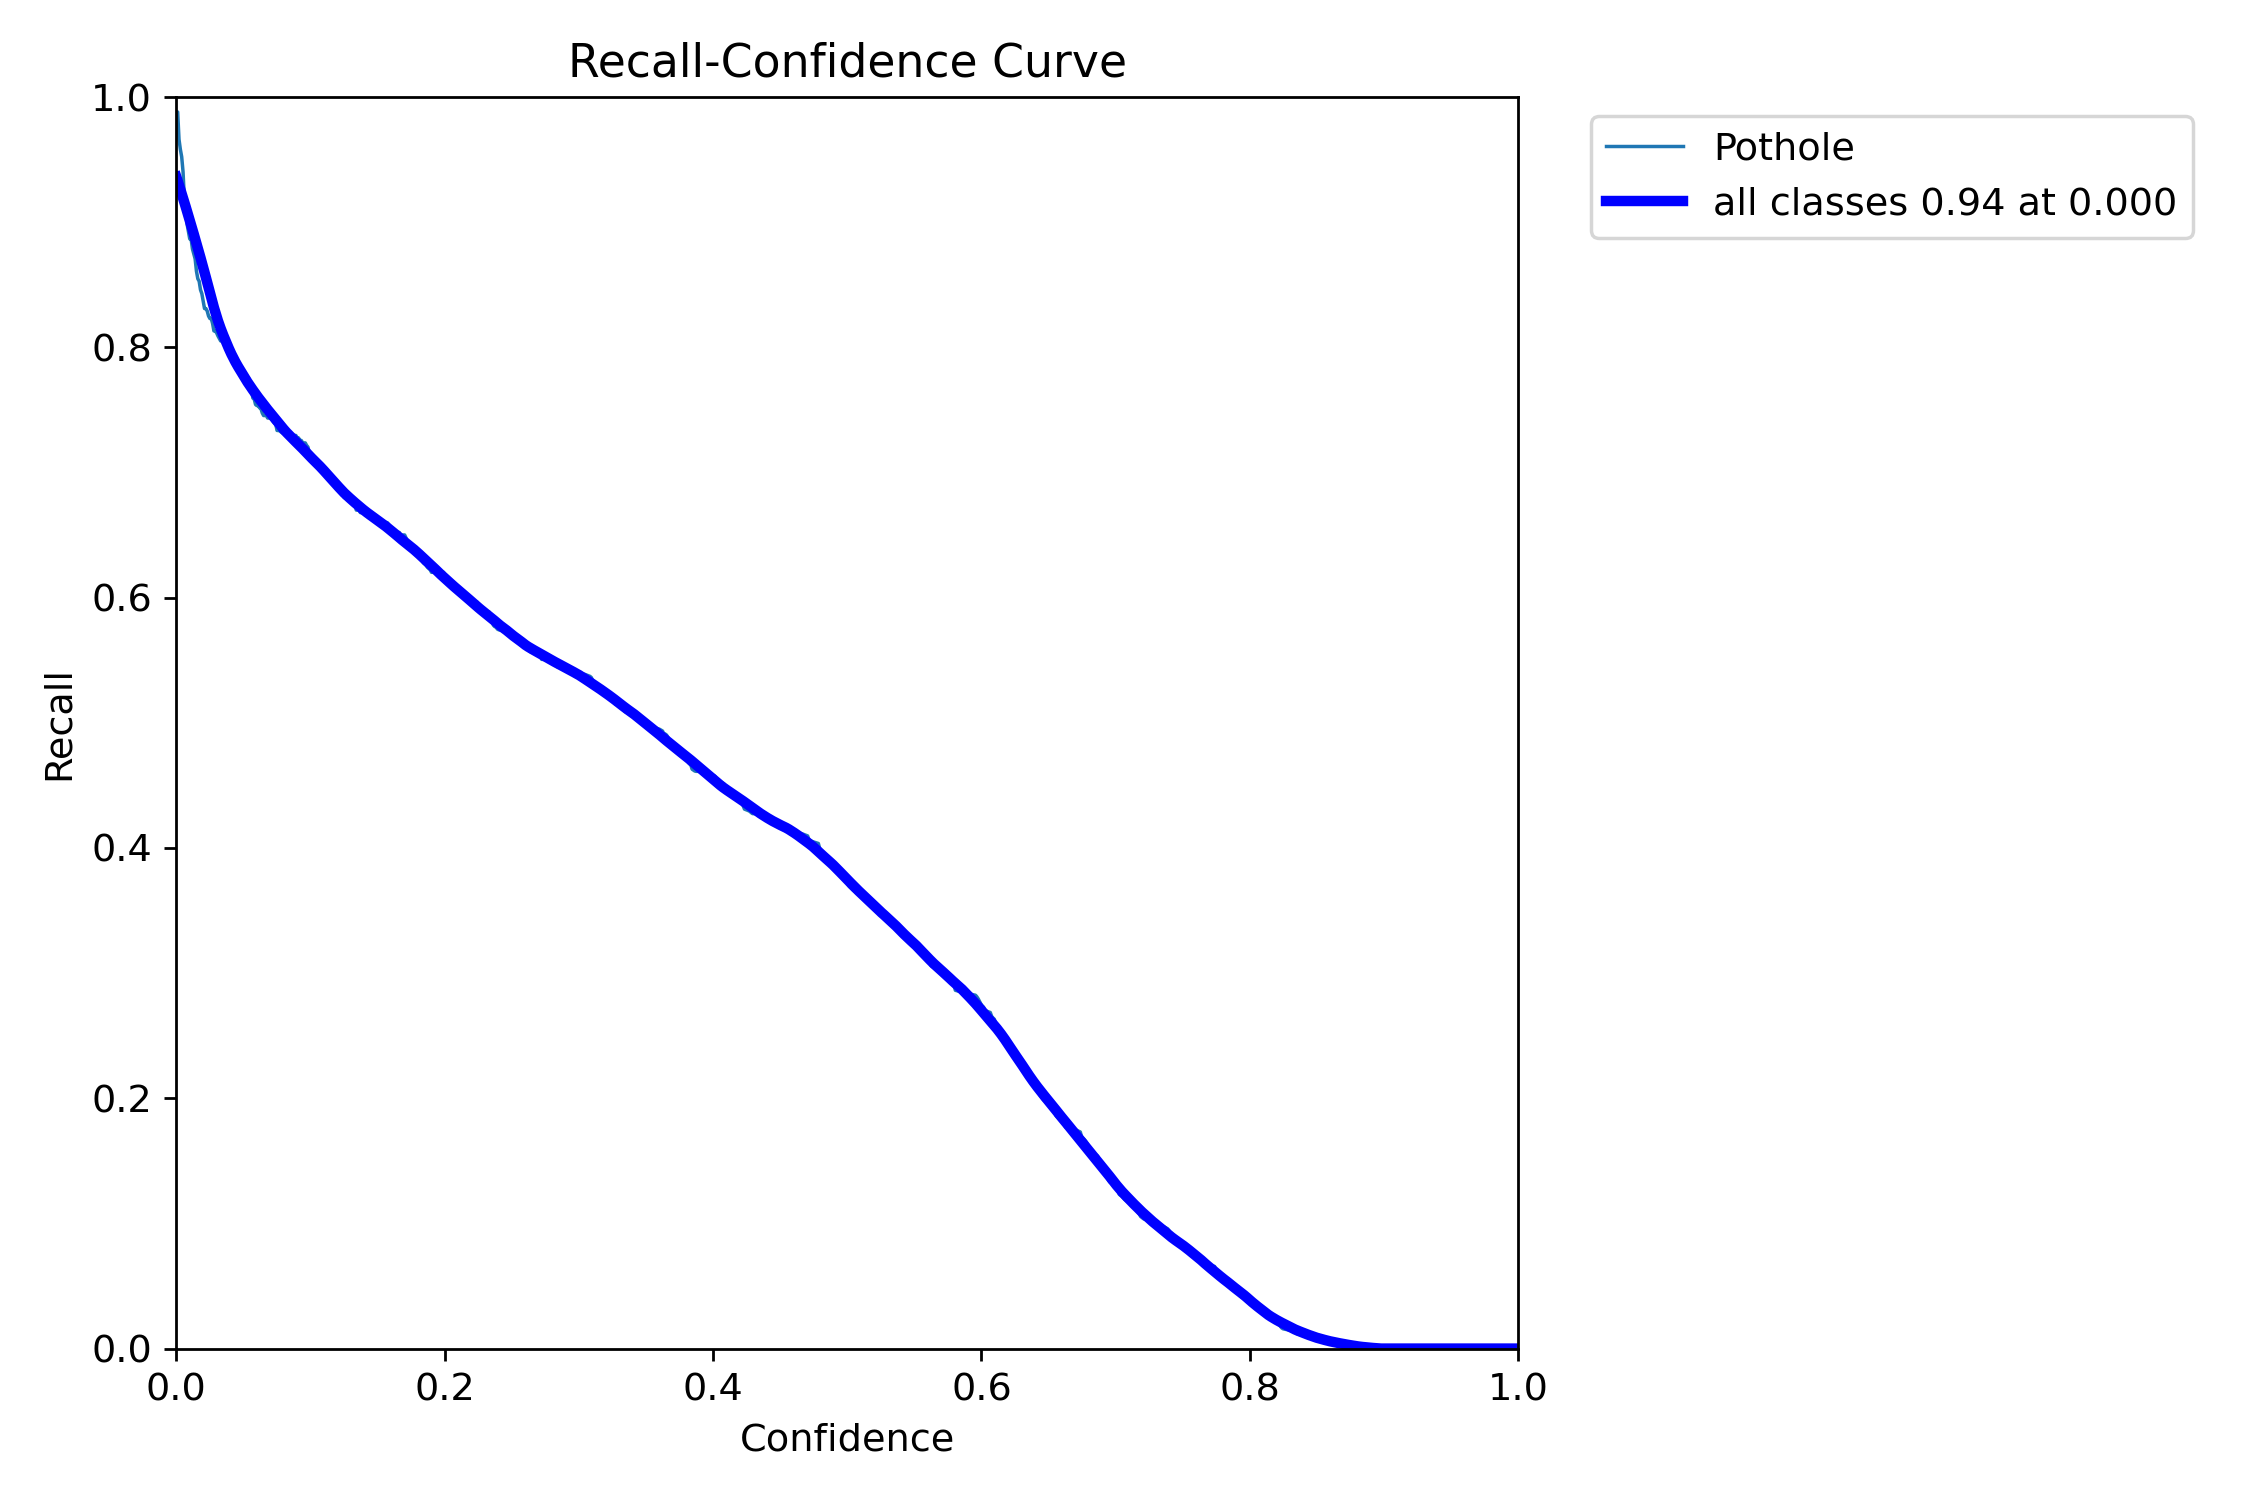 Recall-Confidence Curve
1.0
0.8
0.6
0.4
0.2
0.0
Recall
0.0 0.2 0.4 0.6 0.8 1.0
Confidence
Pothole
all classes 0.94 at 0.000